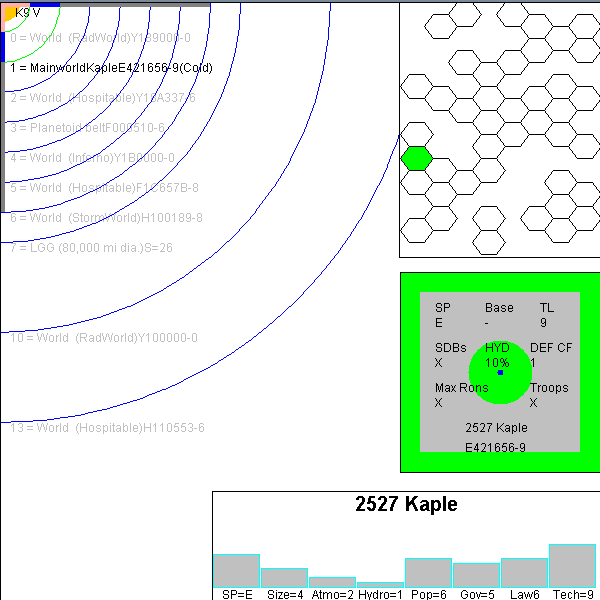 K9 V
0 = World (RadWorld)Y189000-0
1 = MainworldKapleE421656-9(Cold)
2 = World (Hospitable)Y16A337-6
3 = Planetoid beltF000510-6
4 = World (Inferno)Y1B0000-0
5 = World (Hospitable)F1C657B-8
6 = World (StormWorld)H100189-8
7 = LGG (80,000 mi dia.)S=26
10 = World (RadWorld)Y100000-0
13 = World (Hospitable)H110553-6
SP Base TL
E - 9
SDBs HYD DEF CF
X 10% 1
Max Rons Troops
X X
2527 Kaple
E421656-9
2527 Kaple
SP=E Size=4 Atmo=2 Hydro=1 Pop=6 Gov=5 Law6 Tech=9